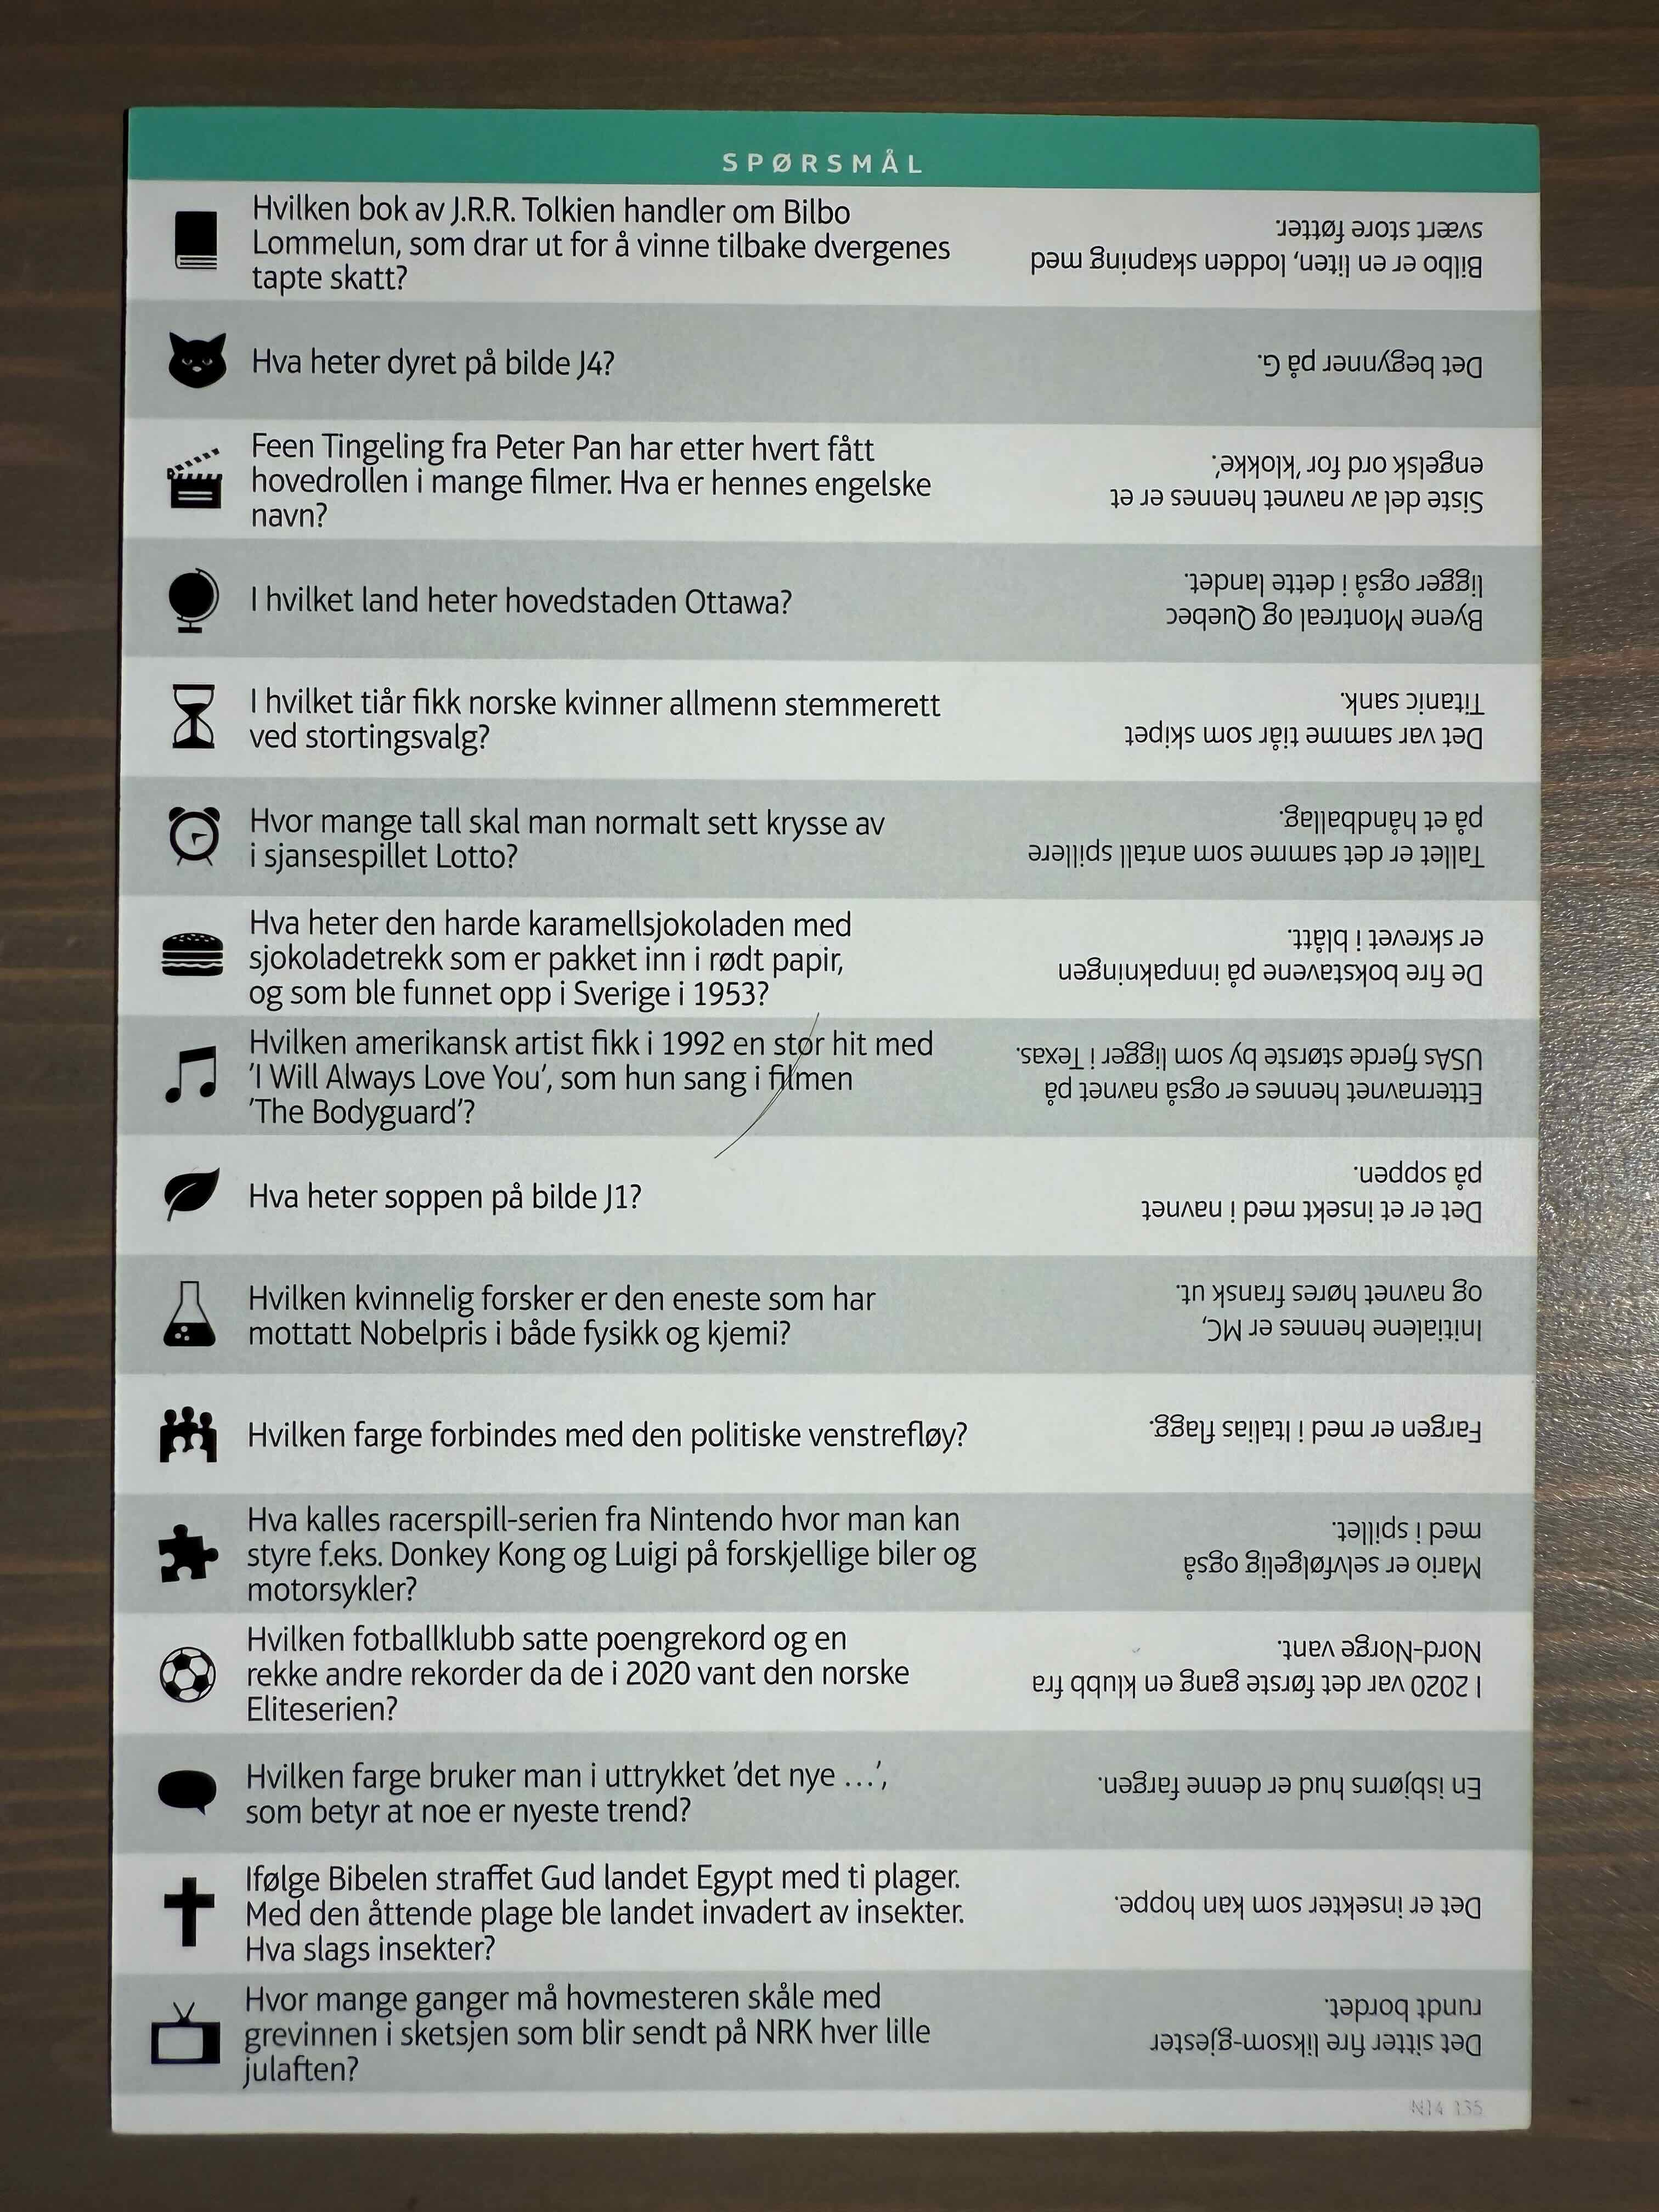 SPØRSMÅL
Hvilken bok av J.R.R. Tolkien handler om Bilbo
Lommelun, som drar ut for å vinne tilbake dvergenes
tapte skatt?
Bilbo er en liten, lodden skapning med
svært store føtter.
Hva heter dyret på bilde J4?
Det begynner på G.
Feen Tingeling fra Peter Pan har etter hvert fått
hovedrollen i mange filmer. Hva er hennes engelske
navn?
Siste del av navnet hennes er et
engelsk ord for 'klokke'.
I hvilket land heter hovedstaden Ottawa?
Byene Montreal og Quebec
ligger også i dette landet.
I hvilket tiår fikk norske kvinner allmenn stemmerett
ved stortingsvalg?
Det var samme tiår som skipet
Titanic sank.
Hvor mange tall skal man normalt sett krysse av
i sjansespillet Lotto?
Tallet er det samme som antall spillere
på et håndballag.
Hva heter den harde karamellsjokoladen med
sjokoladetrekk som er pakket inn i rødt papir,
og som ble funnet opp i Sverige i 1953?
De fire bokstavene på innpakningen
er skrevet i blått.
Hvilken amerikansk artist fikk i 1992 en stor hit med
'I Will Always Love You', som hun sang i filmen
'The Bodyguard'?
Etternavnet hennes er også navnet på
USAs fjerde største by som ligger i Texas.
Hva heter soppen på bilde J1?
Det er et insekt med i navnet
på soppen.
Hvilken kvinnelig forsker er den eneste som har
mottatt Nobelpris i både fysikk og kjemi?
Initialene hennes er MC,
og navnet høres fransk ut.
Hvilken farge forbindes med den politiske venstrefløy?
Fargen er med i Italias flagg.
Hva kalles racerspill-serien fra Nintendo hvor man kan
styre f.eks. Donkey Kong og Luigi på forskjellige biler og
motorsykler?
Mario er selvfølgelig også
med i spillet.
Hvilken fotballklubb satte poengrekord og en
rekke andre rekorder da de i 2020 vant den norske
Eliteserien?
I 2020 var det første gang en klubb fra
Nord-Norge vant.
Hvilken farge bruker man i uttrykket 'det nye ...',
som betyr at noe er nyeste trend?
En isbjørns hud er denne fargen.
Ifølge Bibelen straffet Gud landet Egypt med ti plager.
Med den åttende plage ble landet invadert av insekter.
Hva slags insekter?
Det er insekter som kan hoppe.
Hvor mange ganger må hovmesteren skåle med
grevinnen i sketsjen som blir sendt på NRK hver lille
julaften?
Det sitter fire liksom-gjester
rundt bordet.
N14 135